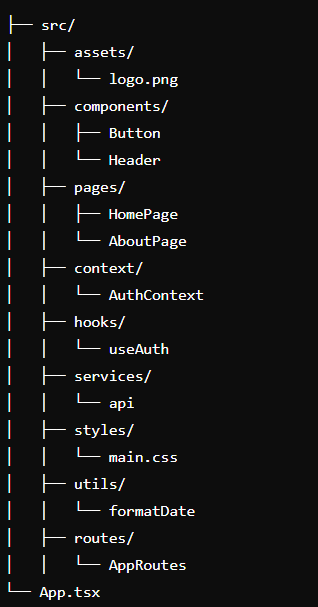 ├── src/
│   ├── assets/
│   │   └── logo.png
│   ├── components/
│   │   ├── Button
│   │   └── Header
│   ├── pages/
│   │   ├── HomePage
│   │   └── AboutPage
│   ├── context/
│   │   └── AuthContext
│   ├── hooks/
│   │   └── useAuth
│   ├── services/
│   │   └── api
│   ├── styles/
│   │   └── main.css
│   ├── utils/
│   │   └── formatDate
│   ├── routes/
│   │   └── AppRoutes
└── App.tsx